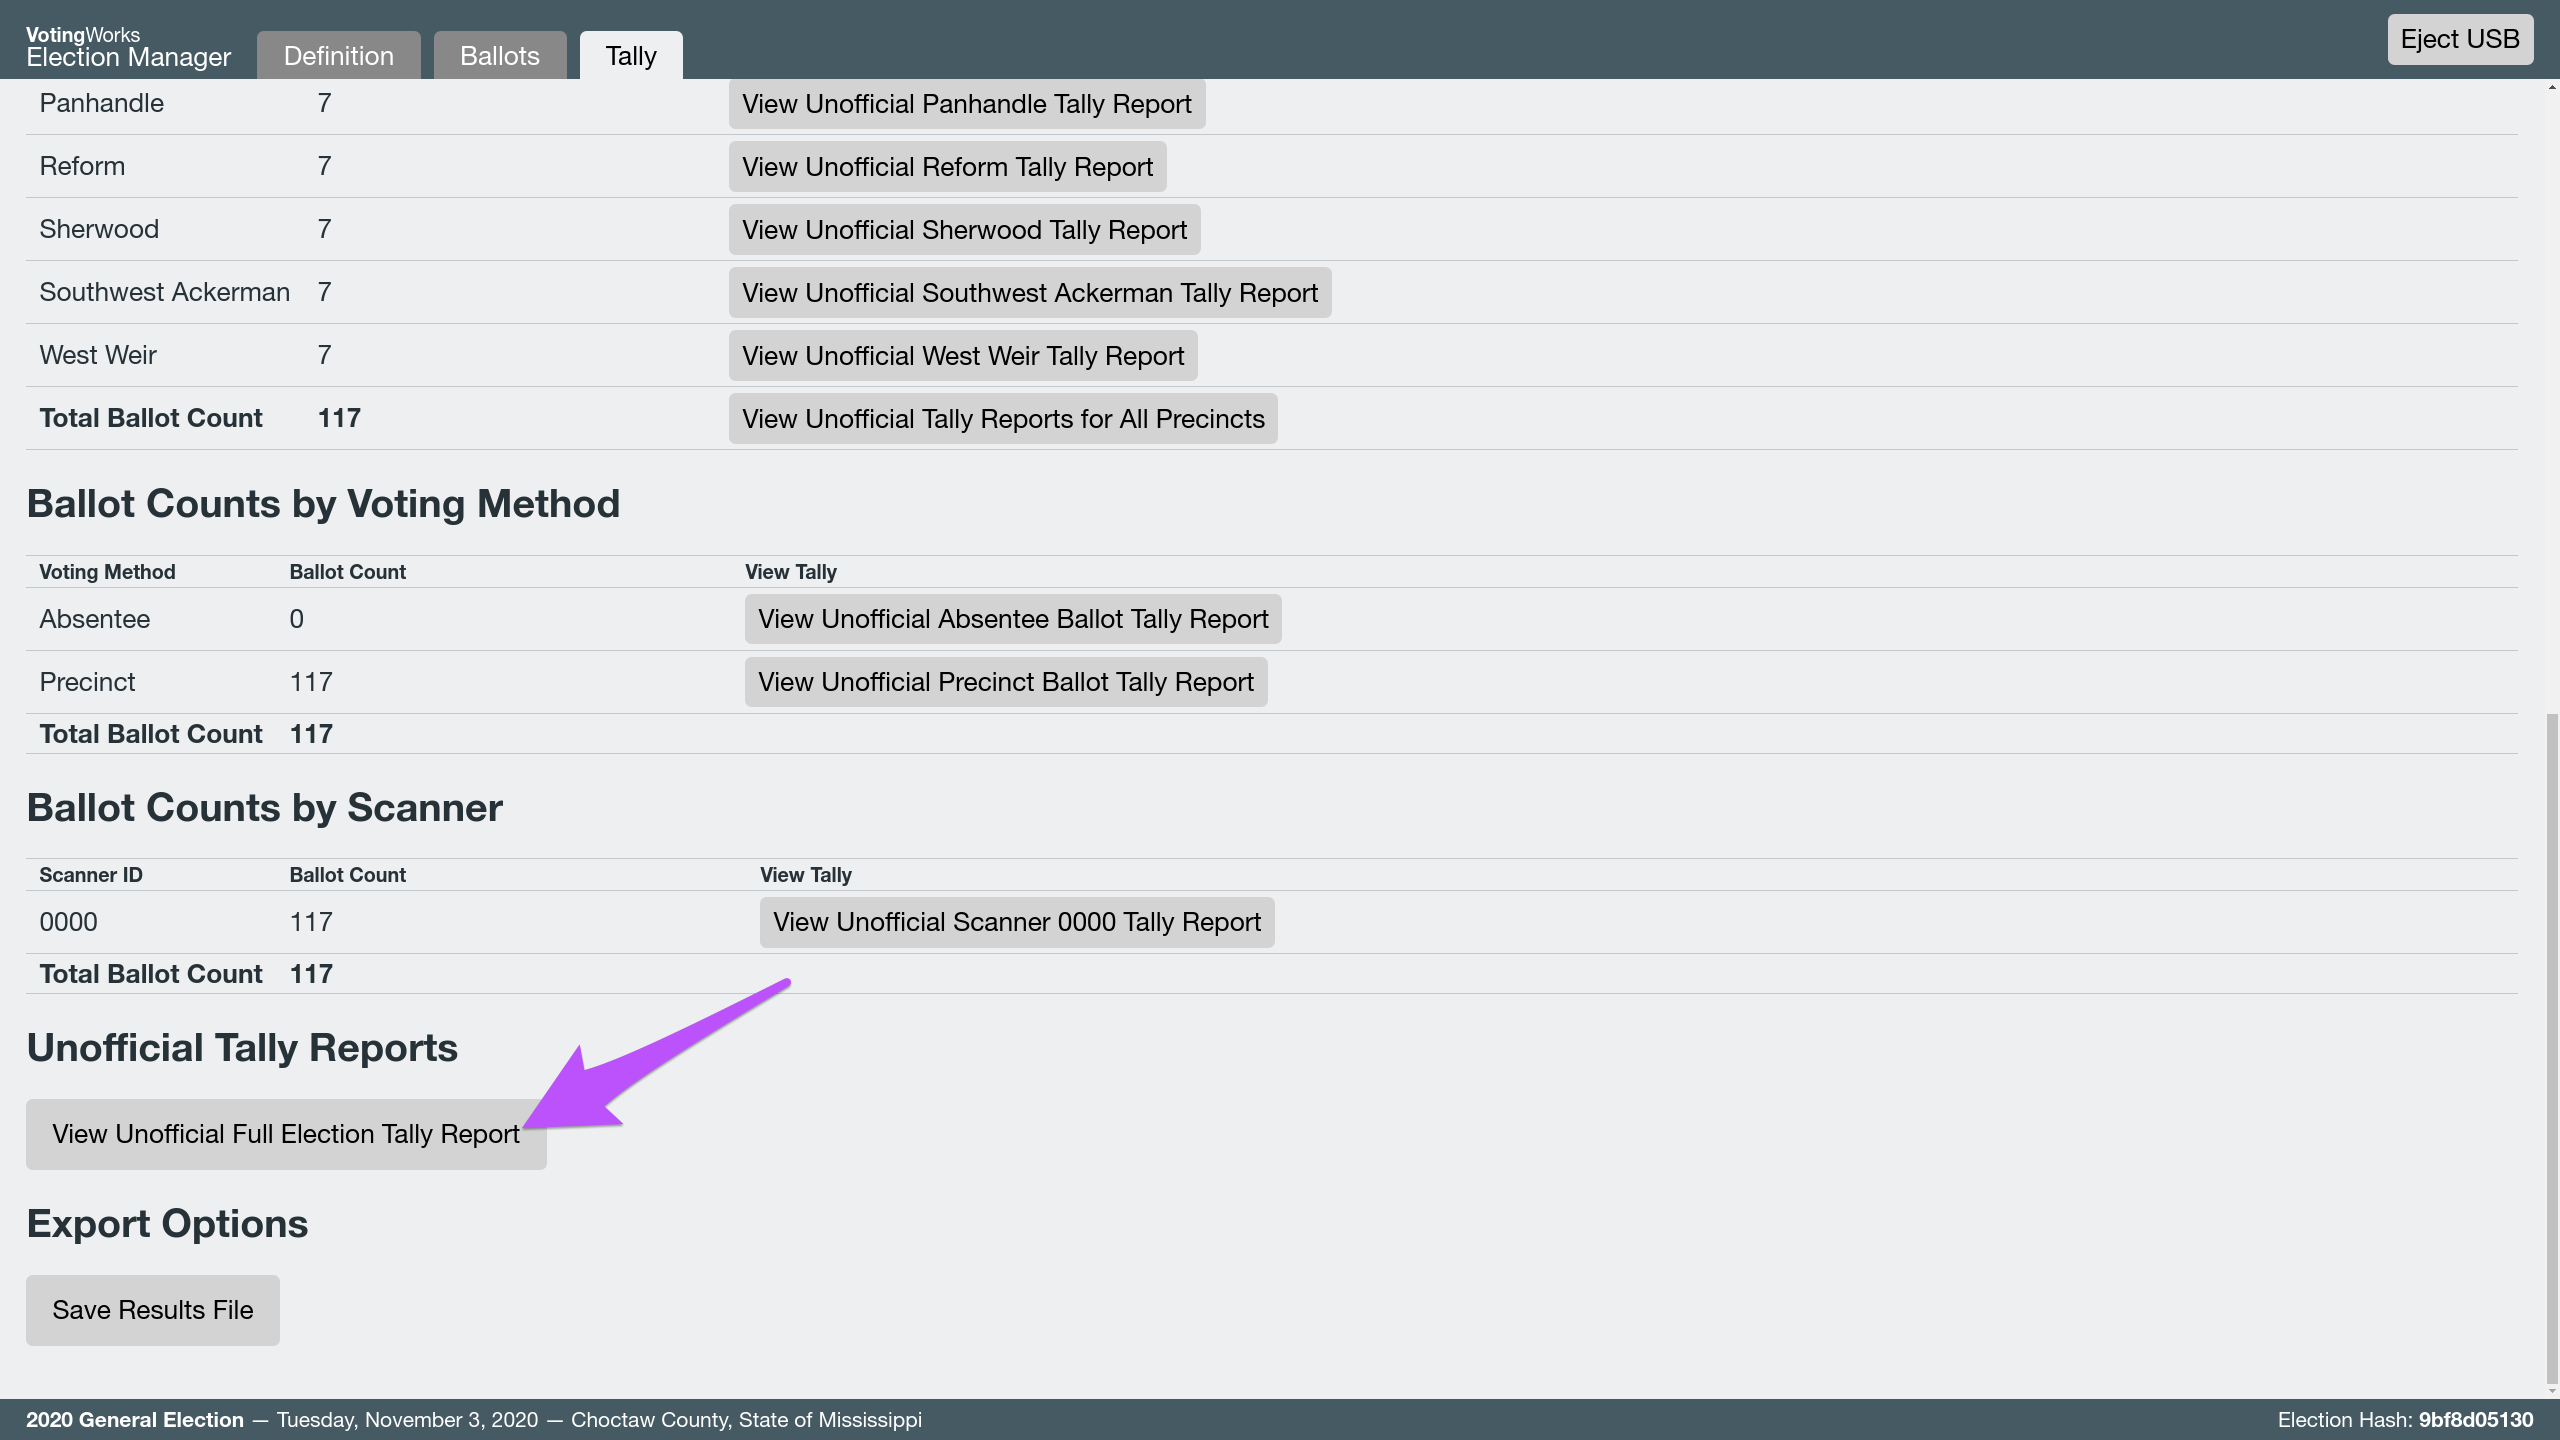 VotingWorks
Election Manager
Definition
Ballots
Tally
Eject USB
Panhandle 7 View Unofficial Panhandle Tally Report
Reform 7 View Unofficial Reform Tally Report
Sherwood 7 View Unofficial Sherwood Tally Report
Southwest Ackerman 7 View Unofficial Southwest Ackerman Tally Report
West Weir 7 View Unofficial West Weir Tally Report
Total Ballot Count 117 View Unofficial Tally Reports for All Precincts
Ballot Counts by Voting Method
Voting Method Ballot Count View Tally
Absentee 0 View Unofficial Absentee Ballot Tally Report
Precinct 117 View Unofficial Precinct Ballot Tally Report
Total Ballot Count 117
Ballot Counts by Scanner
Scanner ID Ballot Count View Tally
0000 117 View Unofficial Scanner 0000 Tally Report
Total Ballot Count 117
Unofficial Tally Reports
View Unofficial Full Election Tally Report
Export Options
Save Results File
2020 General Election — Tuesday, November 3, 2020 — Choctaw County, State of Mississippi
Election Hash: 9bf8d05130